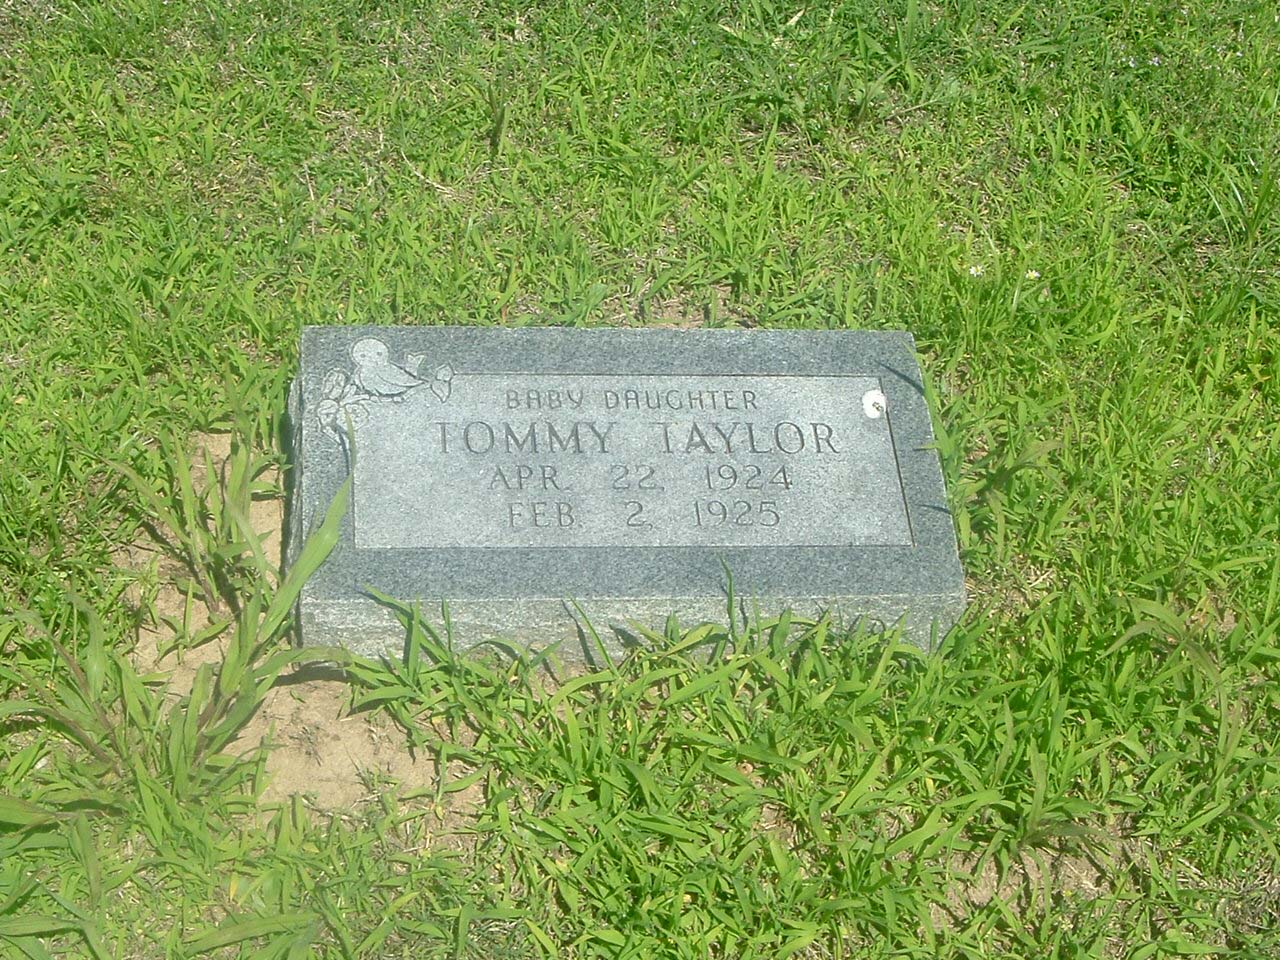 BABY DAUGHTER
TOMMY TAYLOR
APR. 22, 1924
FEB. 2, 1925